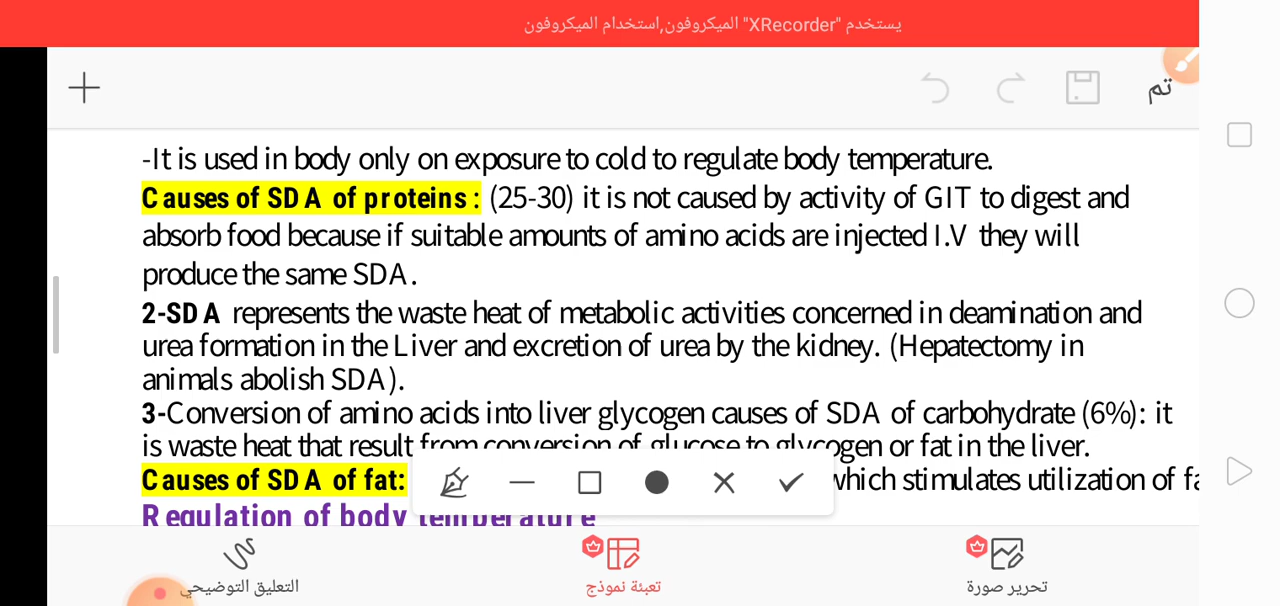 يستخدم "XRecorder" الميكروفون,استخدام الميكروفون
تم
-It is used in body only on exposure to cold to regulate body temperature.
Causes of SDA of proteins : (25-30) it is not caused by activity of GIT to digest and
absorb food because if suitable amounts of amino acids are injected I.V they will
produce the same SDA.
2-SDA represents the waste heat of metabolic activities concerned in deamination and
urea formation in the Liver and excretion of urea by the kidney. (Hepatectomy in
animals abolish SDA).
3-Conversion of amino acids into liver glycogen causes of SDA of carbohydrate (6%): it
is waste heat that result from conversion of glucose to glycogen or fat in the liver.
Causes of SDA of fat: which stimulates utilization of
Regulation of body temperature
التعليق التوضيحي
تعبئة نموذج
تحرير صورة